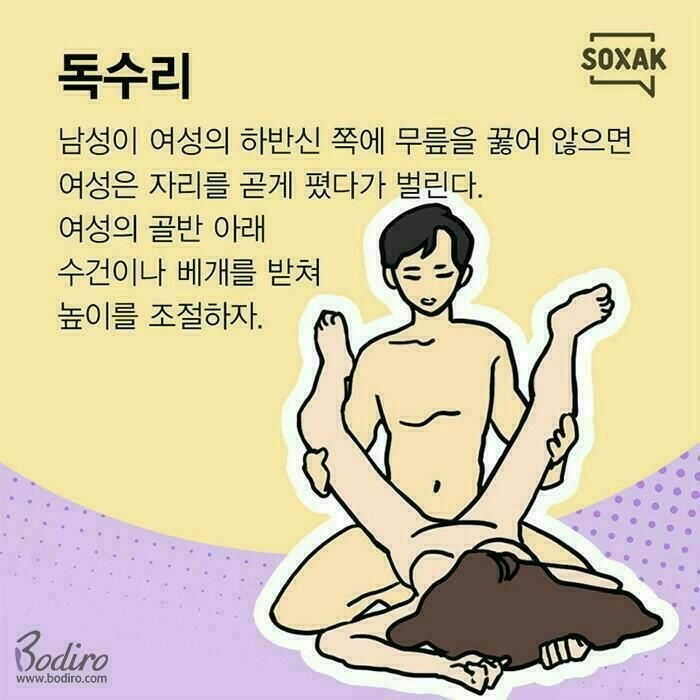 독수리
SOXAK
남성이 여성의 하반신 쪽에 무릎을 꿇어 않으면
여성은 자리를 곧게 폈다가 벌린다.
여성의 골반 아래
수건이나 베개를 받쳐
높이를 조절하자.
Bodiro
www.bodiro.com